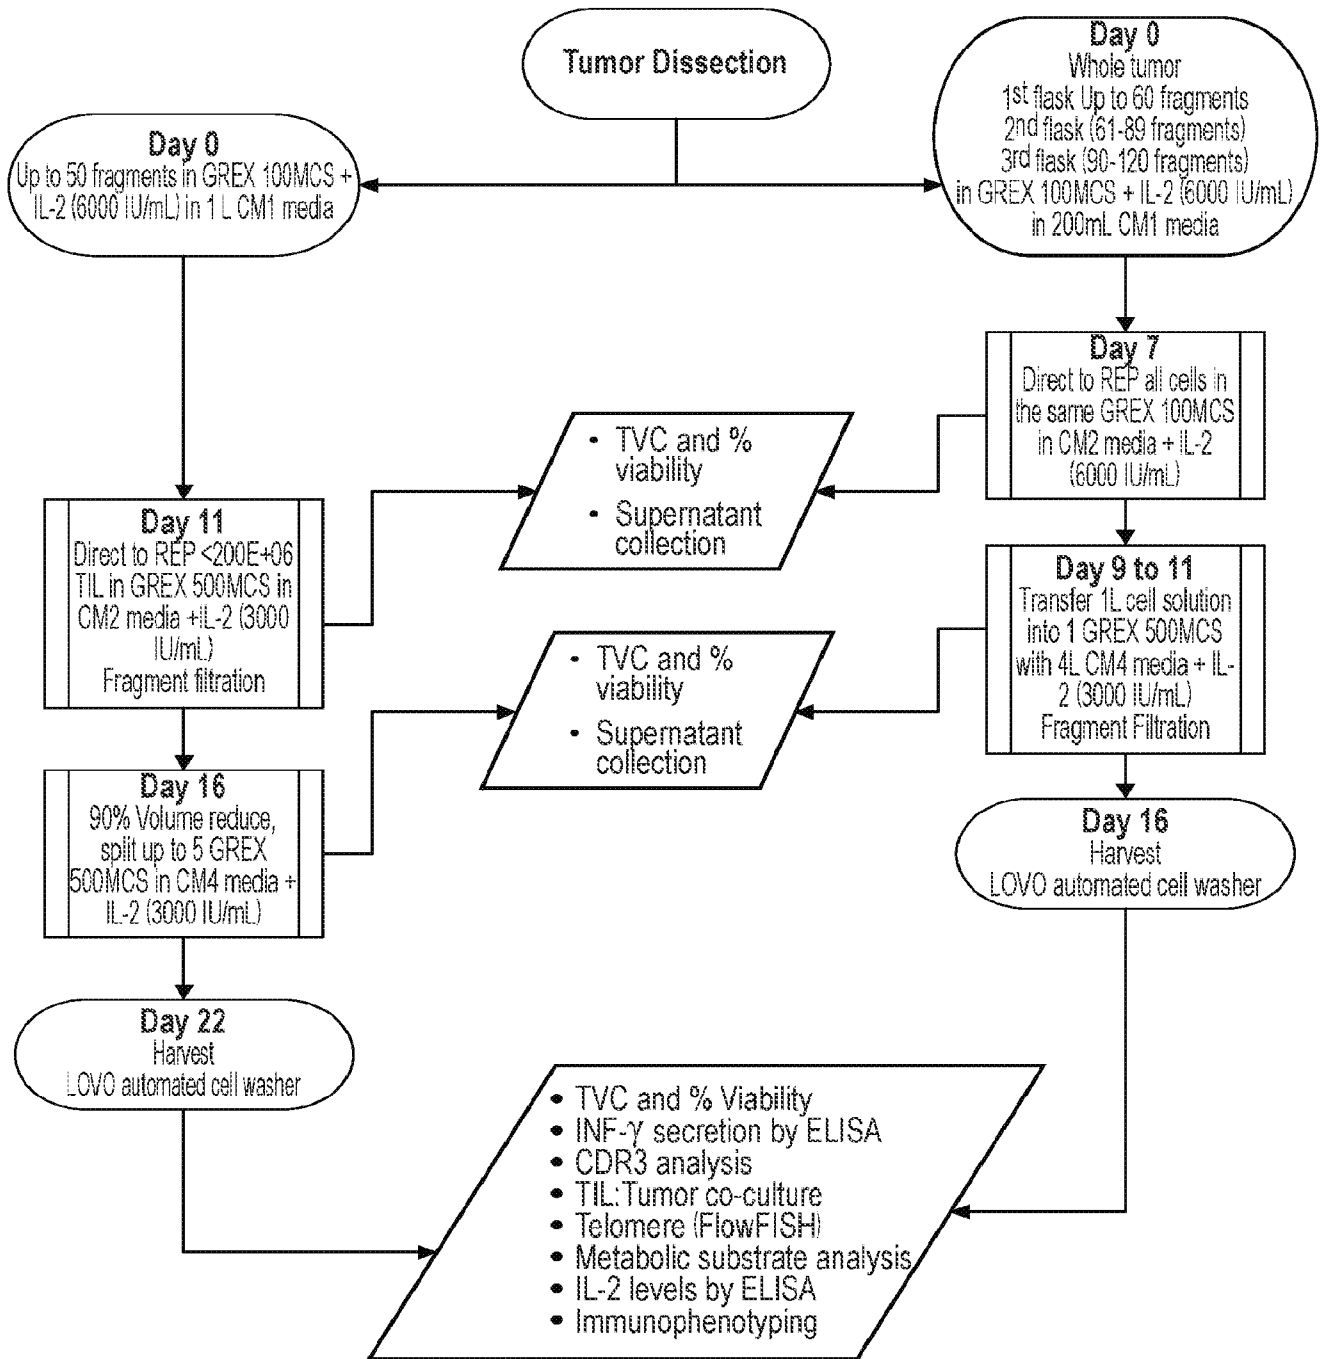 Tumor Dissection
Day 0
Up to 50 fragments in GREX 100MCS +
IL-2 (6000 IU/mL) in 1 L CM1 media
Day 0
Whole tumor
1st flask Up to 60 fragments
2nd flask (61-89 fragments)
3rd flask (90-120 fragments)
in GREX 100MCS + IL-2 (6000 IU/mL)
in 200mL CM1 media
Day 7
Direct to REP all cells in
the same GREX 100MCS
in CM2 media + IL-2
(6000 IU/mL)
• TVC and %
viability
• Supernatant
collection
Day 11
Direct to REP <200E+06
TIL in GREX 500MCS in
CM2 media +IL-2 (3000
IU/mL)
Fragment filtration
Day 9 to 11
Transfer 1L cell solution
into 1 GREX 500MCS
with 4L CM4 media + IL-
2 (3000 IU/mL)
Fragment Filtration
• TVC and %
viability
• Supernatant
collection
Day 16
90% Volume reduce,
split up to 5 GREX
500MCS in CM4 media +
IL-2 (3000 IU/mL)
Day 16
Harvest
LOVO automated cell washer
Day 22
Harvest
LOVO automated cell washer
• TVC and % Viability
• INF-γ secretion by ELISA
• CDR3 analysis
• TIL:Tumor co-culture
• Telomere (FlowFISH)
• Metabolic substrate analysis
• IL-2 levels by ELISA
• Immunophenotyping